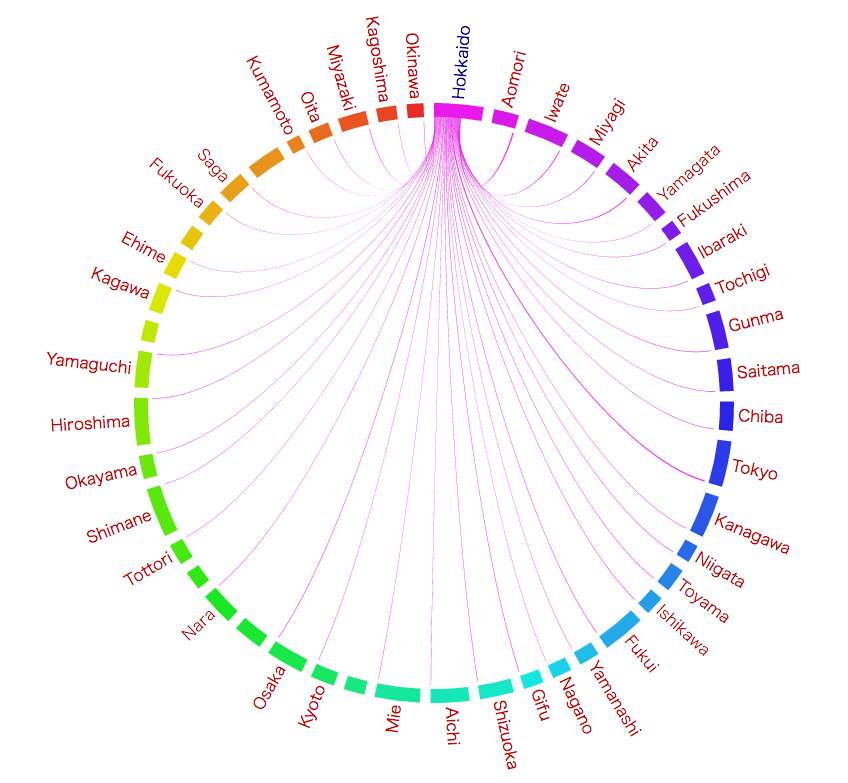 Hokkaido
Aomori
Iwate
Miyagi
Akita
Yamagata
Fukushima
Ibaraki
Tochigi
Gunma
Saitama
Chiba
Tokyo
Kanagawa
Niigata
Toyama
Ishikawa
Fukui
Yamanashi
Nagano
Gifu
Shizuoka
Aichi
Mie
Kyoto
Osaka
Nara
Tottori
Shimane
Okayama
Hiroshima
Yamaguchi
Kagawa
Ehime
Fukuoka
Saga
Kumamoto
Oita
Miyazaki
Kagoshima
Okinawa